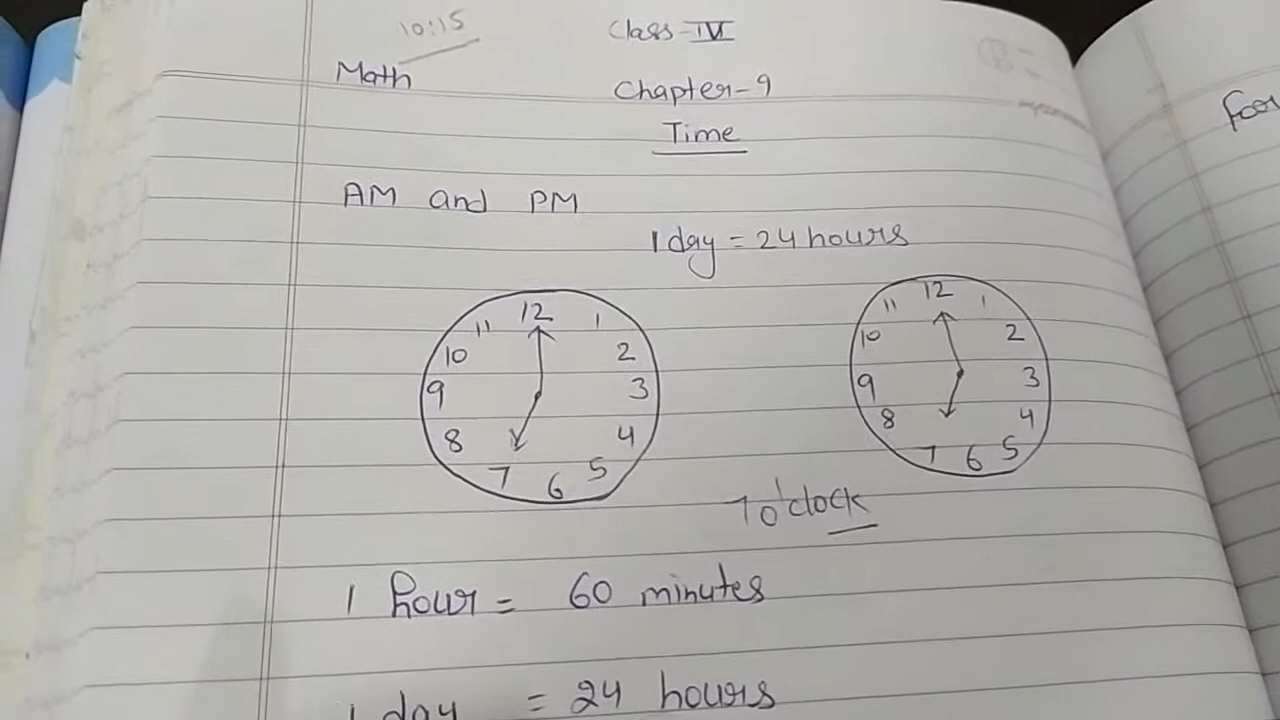 10:15
Class-IV
Math
Chapter-9
Time
AM and PM
1 day = 24 hours
12
11 1
10 2
9 3
8 4
7 5
6
12
11 1
10 2
9 3
8 4
7 5
6
7 o'clock
1 hour = 60 minutes
1 day = 24 hours